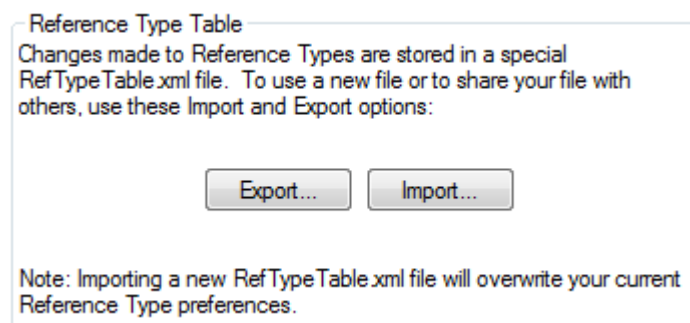 Reference Type Table
Changes made to Reference Types are stored in a special
RefTypeTable.xml file.  To use a new file or to share your file with
others, use these Import and Export options:
Export... Import...
Note: Importing a new RefTypeTable.xml file will overwrite your current
Reference Type preferences.